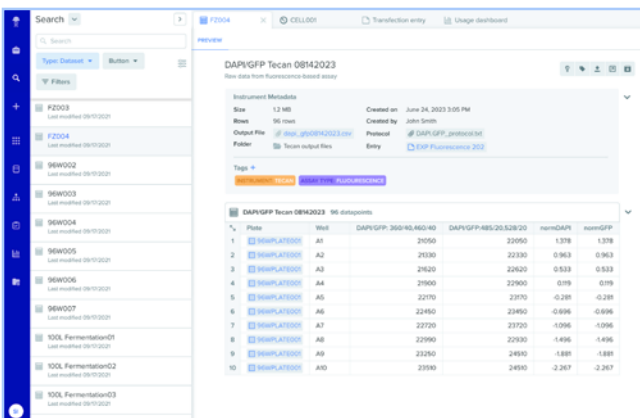 Search
Search
Type: Dataset
Button
Filters
FZ003
Last modified 09/17/2021
FZ004
Last modified 09/17/2021
96W002
Last modified 09/17/2021
96W003
Last modified 09/17/2021
96W004
Last modified 09/17/2021
96W005
Last modified 09/17/2021
96W006
Last modified 09/17/2021
96W007
Last modified 09/17/2021
100L Fermentation01
Last modified 09/17/2021
100L Fermentation02
Last modified 09/17/2021
100L Fermentation03
Last modified 09/17/2021
FZ004 CELL001 Transfection entry Usage dashboard
PREVIEW
DAPI/GFP Tecan 08142023
Raw data from fluorescence-based assay
Instrument Metadata
Size 1.2 MB Created on June 24, 2023 3:05 PM
Rows 96 rows Created by John Smith
Output File dapi_gfp08142023.csv Protocol DAPI.GFP_protocol.txt
Folder Tecan output files Entry EXP Fluorescence 202
Tags +
INSTRUMENT: TECAN ASSAY TYPE: FLUOURESCENCE
DAPI/GFP Tecan 08142023 96 datapoints
Plate Well DAPI/GFP: 360/40,460/40 DAPI/GFP:485/20,528/20 normDAPI normGFP
1 96WPLATE001 A1 21050 22050 1.378 1.378
2 96WPLATE001 A2 21330 22330 0.963 0.963
3 96WPLATE001 A3 21620 22620 0.533 0.533
4 96WPLATE001 A4 21900 22900 0.119 0.119
5 96WPLATE001 A5 22170 23170 -0.281 -0.281
6 96WPLATE001 A6 22450 23450 -0.696 -0.696
7 96WPLATE001 A7 22720 23720 -1.096 -1.096
8 96WPLATE001 A8 22990 23930 -1.496 -1.496
9 96WPLATE001 A9 23250 24510 -1.881 -1.881
10 96WPLATE001 A10 23510 24510 -2.267 -2.267